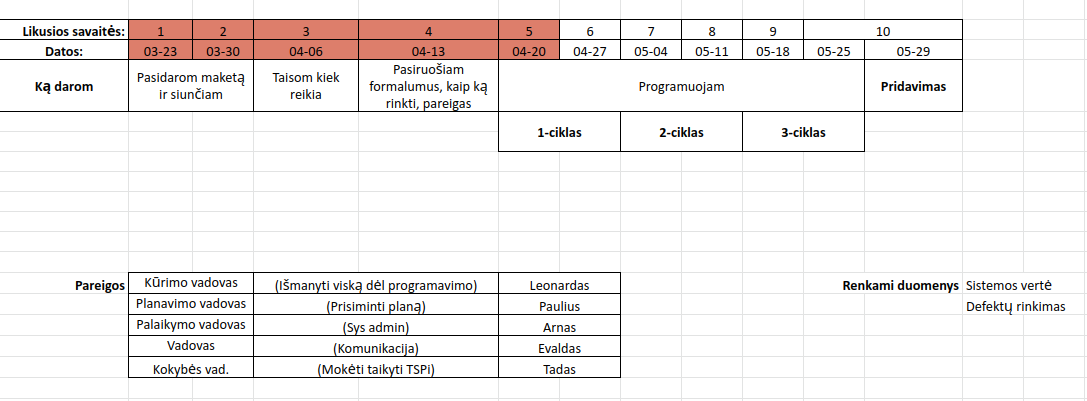 Likusios savaitės: 1 2 3 4 5 6 7 8 9 10
Datos: 03-23 03-30 04-06 04-13 04-20 04-27 05-04 05-11 05-18 05-25 05-29
Ką darom
Pasidarom maketą
ir siunčiam
Taisom kiek
reikia
Pasiruošiam
formalumus, kaip ką
rinkti, pareigas
Programuojam
Pridavimas
1-ciklas 2-ciklas 3-ciklas
Pareigos Kūrimo vadovas (Išmanyti viską dėl programavimo) Leonardas
Planavimo vadovas (Prisiminti planą) Paulius
Palaikymo vadovas (Sys admin) Arnas
Vadovas (Komunikacija) Evaldas
Kokybės vad. (Mokėti taikyti TSPi) Tadas
Renkami duomenys Sistemos vertė
Defektų rinkimas